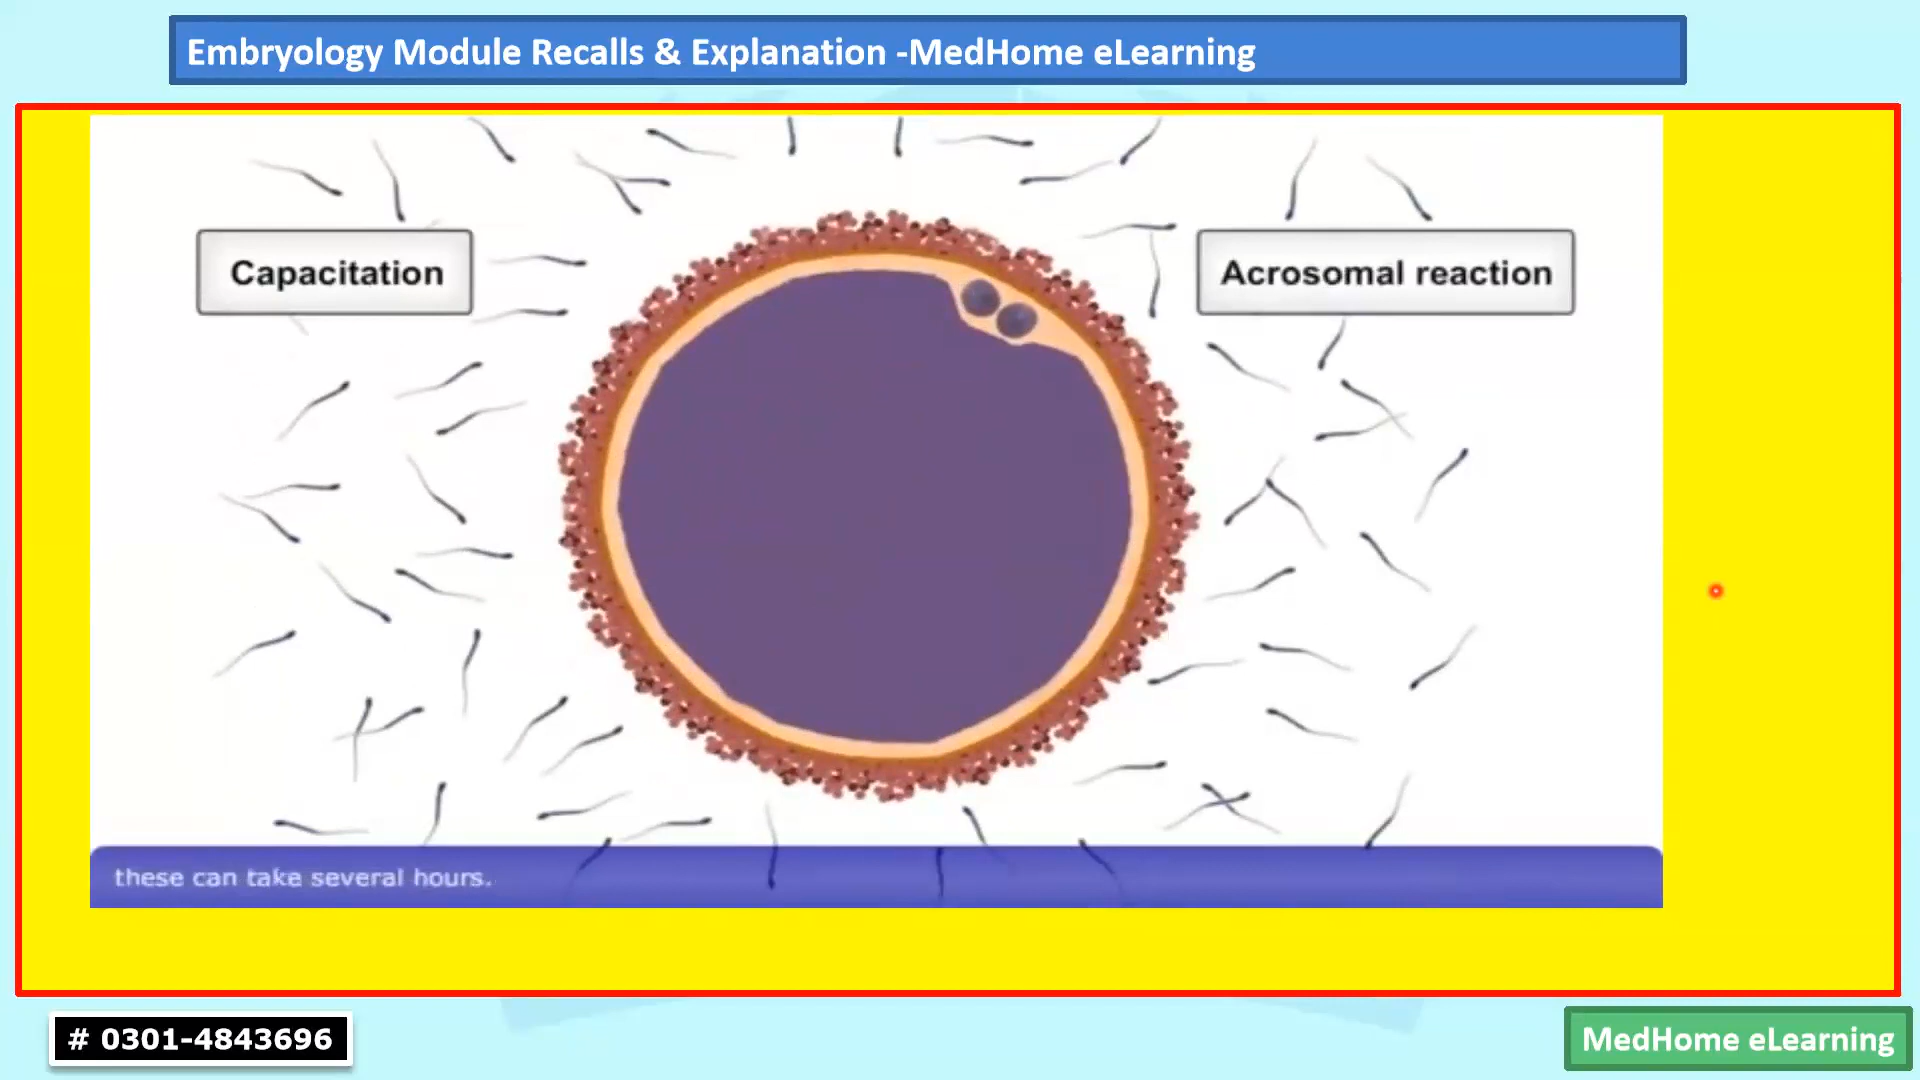 Embryology Module Recalls & Explanation -MedHome eLearning
Capacitation
Acrosomal reaction
these can take several hours.
# 0301-4843696
MedHome eLearning